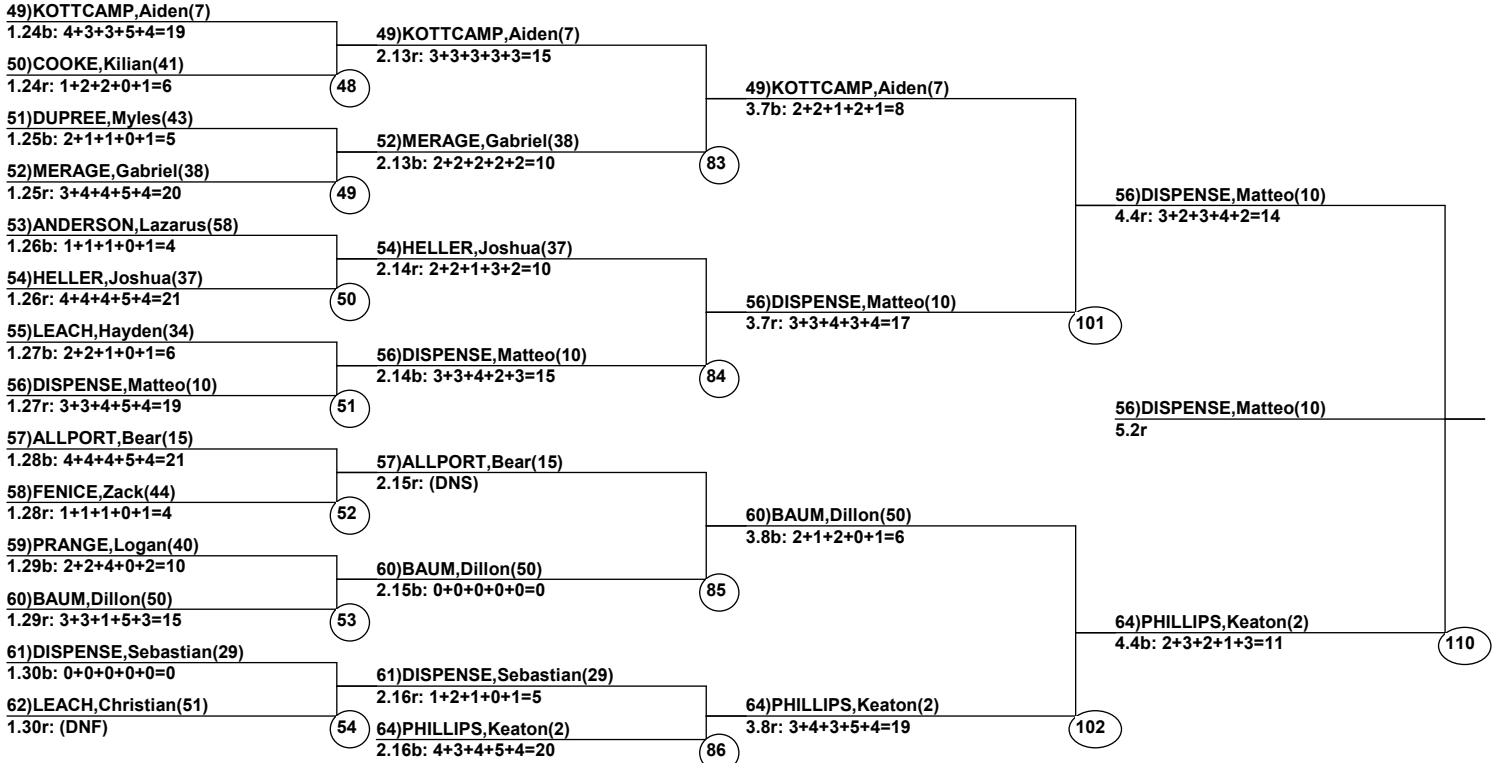 49)KOTTCAMP,Aiden(7)
1.24b: 4+3+3+5+4=19
50)COOKE,Kilian(41)
1.24r: 1+2+2+0+1=6
48
51)DUPREE,Myles(43)
1.25b: 2+1+1+0+1=5
52)MERAGE,Gabriel(38)
1.25r: 3+4+4+5+4=20
49
53)ANDERSON,Lazarus(58)
1.26b: 1+1+1+0+1=4
54)HELLER,Joshua(37)
1.26r: 4+4+4+5+4=21
50
55)LEACH,Hayden(34)
1.27b: 2+2+1+0+1=6
56)DISPENSE,Matteo(10)
1.27r: 3+3+4+5+4=19
51
57)ALLPORT,Bear(15)
1.28b: 4+4+4+5+4=21
58)FENICE,Zack(44)
1.28r: 1+1+1+0+1=4
52
59)PRANGE,Logan(40)
1.29b: 2+2+4+0+2=10
60)BAUM,Dillon(50)
1.29r: 3+3+1+5+3=15
53
61)DISPENSE,Sebastian(29)
1.30b: 0+0+0+0+0=0
62)LEACH,Christian(51)
1.30r: (DNF)
54
49)KOTTCAMP,Aiden(7)
2.13r: 3+3+3+3+3=15
52)MERAGE,Gabriel(38)
2.13b: 2+2+2+2+2=10
83
54)HELLER,Joshua(37)
2.14r: 2+2+1+3+2=10
56)DISPENSE,Matteo(10)
2.14b: 3+3+4+2+3=15
84
57)ALLPORT,Bear(15)
2.15r: (DNS)
60)BAUM,Dillon(50)
2.15b: 0+0+0+0+0=0
85
61)DISPENSE,Sebastian(29)
2.16r: 1+2+1+0+1=5
64)PHILLIPS,Keaton(2)
2.16b: 4+3+4+5+4=20
86
49)KOTTCAMP,Aiden(7)
3.7b: 2+2+1+2+1=8
56)DISPENSE,Matteo(10)
3.7r: 3+3+4+3+4=17
101
60)BAUM,Dillon(50)
3.8b: 2+1+2+0+1=6
64)PHILLIPS,Keaton(2)
3.8r: 3+4+3+5+4=19
102
56)DISPENSE,Matteo(10)
4.4r: 3+2+3+4+2=14
64)PHILLIPS,Keaton(2)
4.4b: 2+3+2+1+3=11
110
56)DISPENSE,Matteo(10)
5.2r